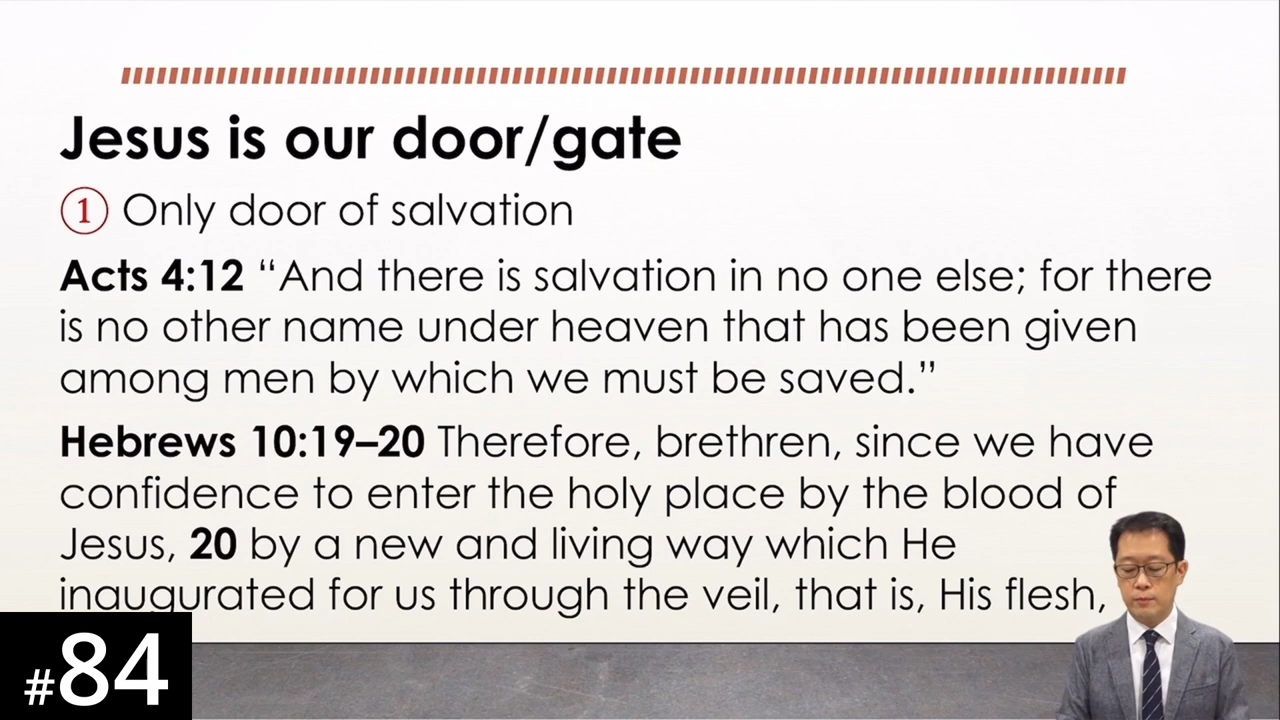 Jesus is our door/gate
① Only door of salvation
Acts 4:12 “And there is salvation in no one else; for there
is no other name under heaven that has been given
among men by which we must be saved.”
Hebrews 10:19–20 Therefore, brethren, since we have
confidence to enter the holy place by the blood of
Jesus, 20 by a new and living way which He
inaugurated for us through the veil, that is, His flesh,
#84